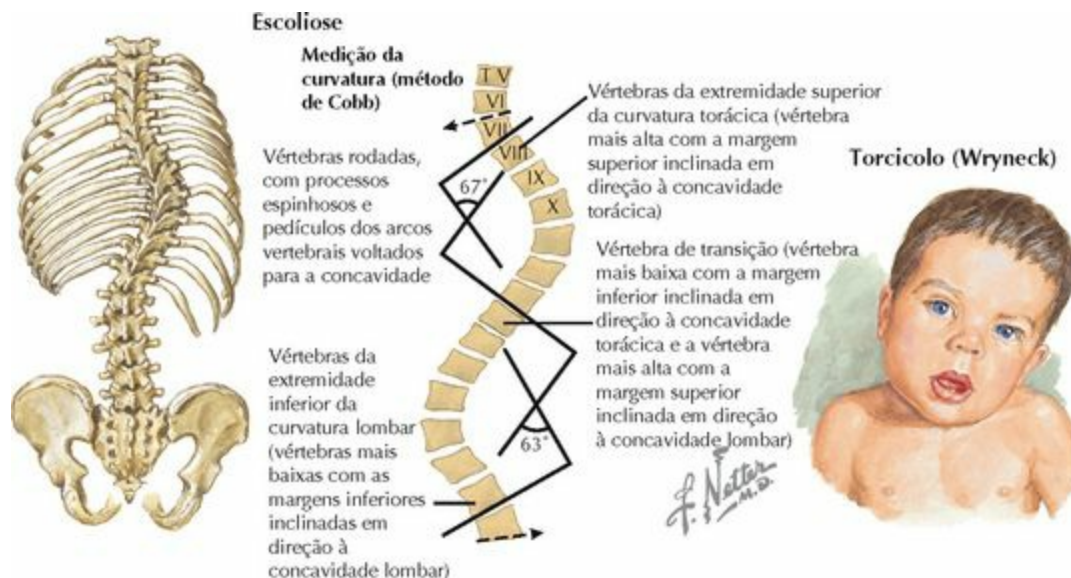 Escoliose
Medição da
curvatura (método
de Cobb)
Vértebras rodadas,
com processos
espinhosos e
pedículos dos arcos
vertebrais voltados
para a concavidade
Vértebras da
extremidade
inferior da
curvatura lombar
(vértebras mais
baixas com as
margens inferiores
inclinadas em
direção à
concavidade lombar)
T V
VI
VII
VIII
IX
X
67°
63°
Vértebras da extremidade superior
da curvatura torácica (vértebra
mais alta com a margem
superior inclinada em
direção à concavidade
torácica)
Vértebra de transição (vértebra
mais baixa com a margem
inferior inclinada em
direção à concavidade
torácica e a vértebra
mais alta com a
margem superior
inclinada em direção
à concavidade lombar)
F. Netter
M.D.
Torcicolo (Wryneck)